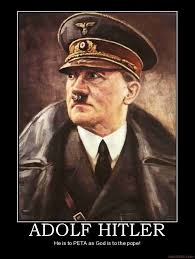 ADOLF HITLER
He is to PETA as God is to the pope!